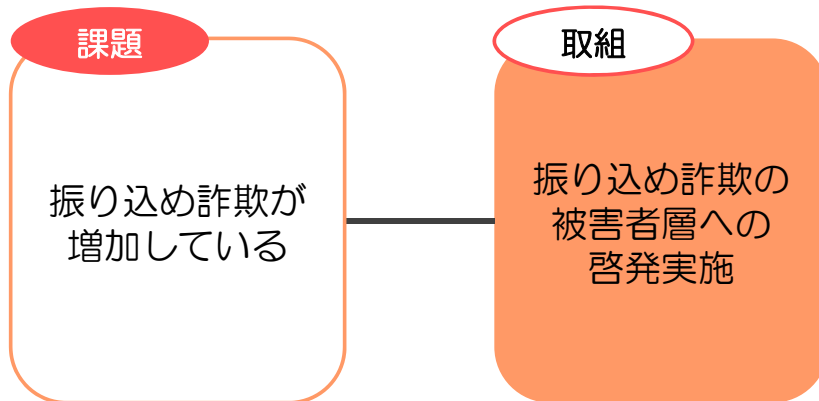 課題
振り込め詐欺が
増加している
取組
振り込め詐欺の
被害者層への
啓発実施